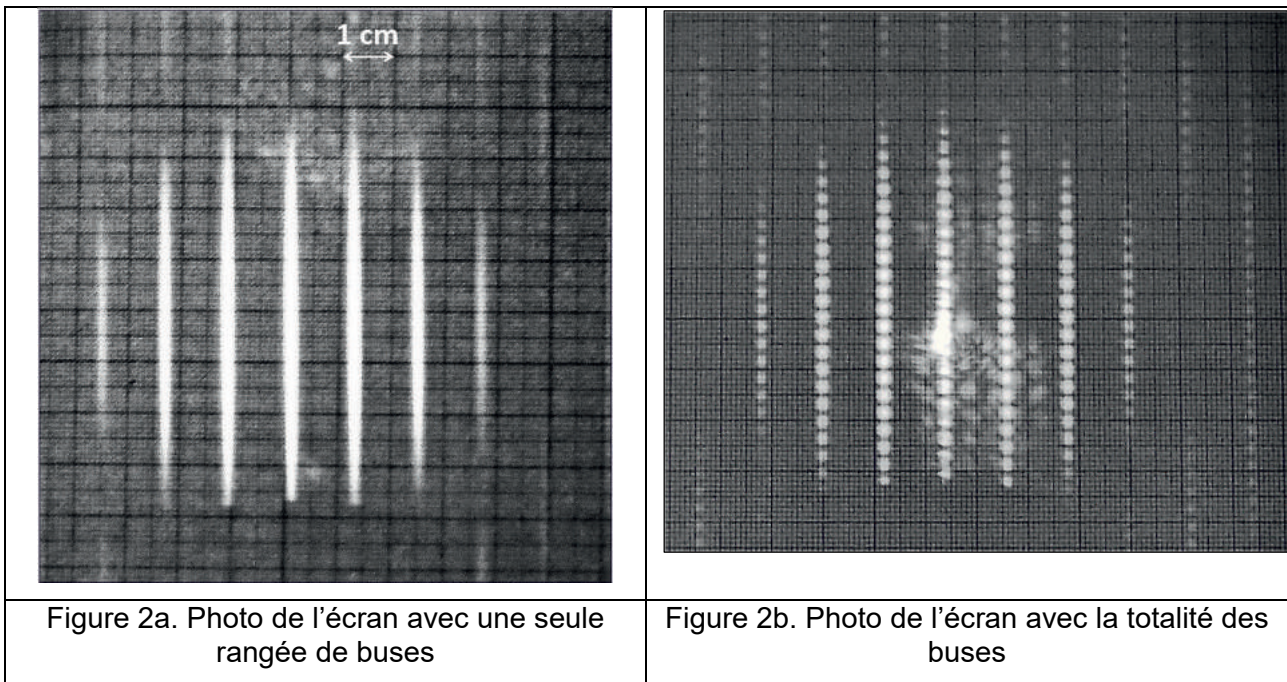 1 cm
Figure 2a. Photo de l’écran avec une seule
rangée de buses
Figure 2b. Photo de l’écran avec la totalité des
buses